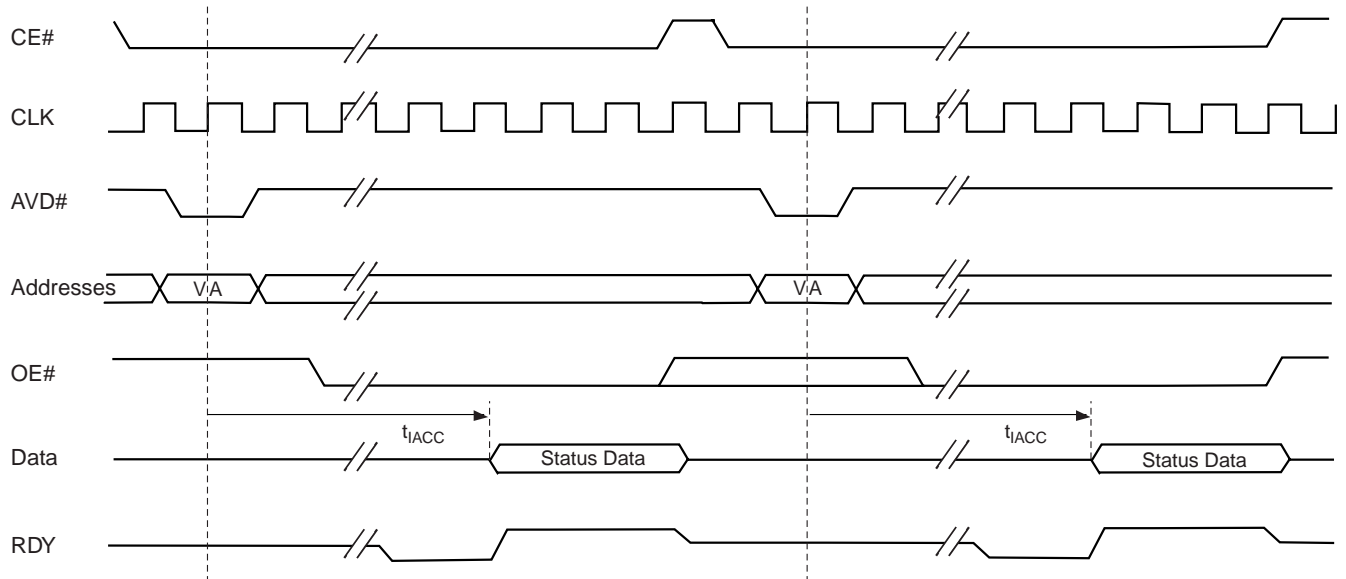 CE#
CLK
AVD#
Addresses VA VA
OE#
tIACC tIACC
Data Status Data Status Data
RDY